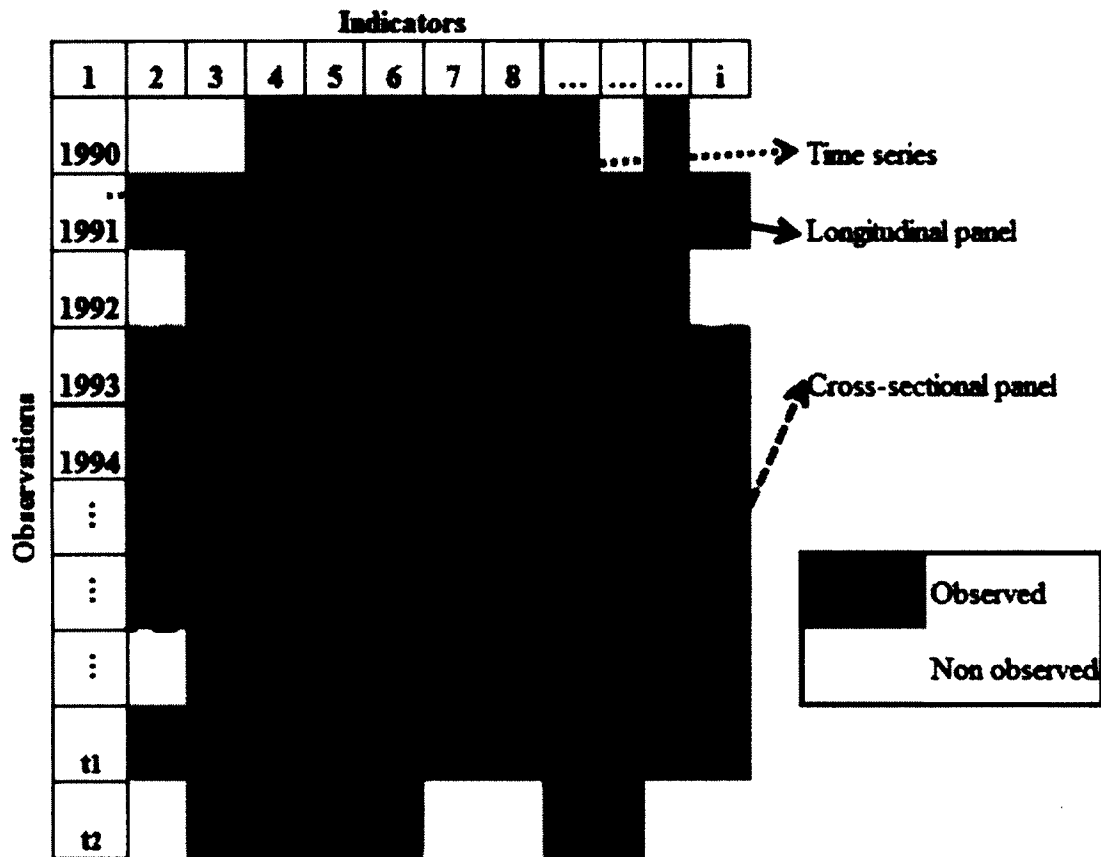 Indicators
1 2 3 4 5 6 7 8 ... ... ... i
1990
Time series
1991
Longitudinal panel
1992
1993
Cross-sectional panel
1994
Observations
...
...
Observed
...
Non observed
t1
t2